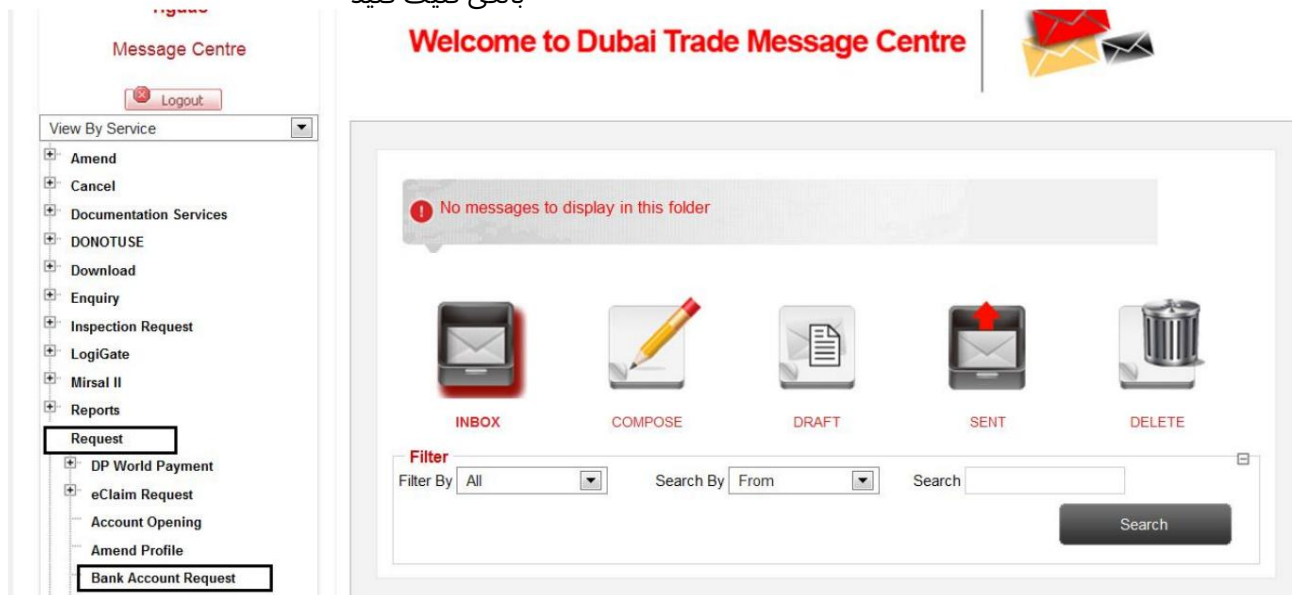 بانکی کلیک کنید
Message Centre
Logout
View By Service
Amend
Cancel
Documentation Services
DONOTUSE
Download
Enquiry
Inspection Request
LogiGate
Mirsal II
Reports
Request
DP World Payment
eClaim Request
Account Opening
Amend Profile
Bank Account Request
Welcome to Dubai Trade Message Centre
No messages to display in this folder
INBOX COMPOSE DRAFT SENT DELETE
Filter
Filter By All Search By From Search
Search